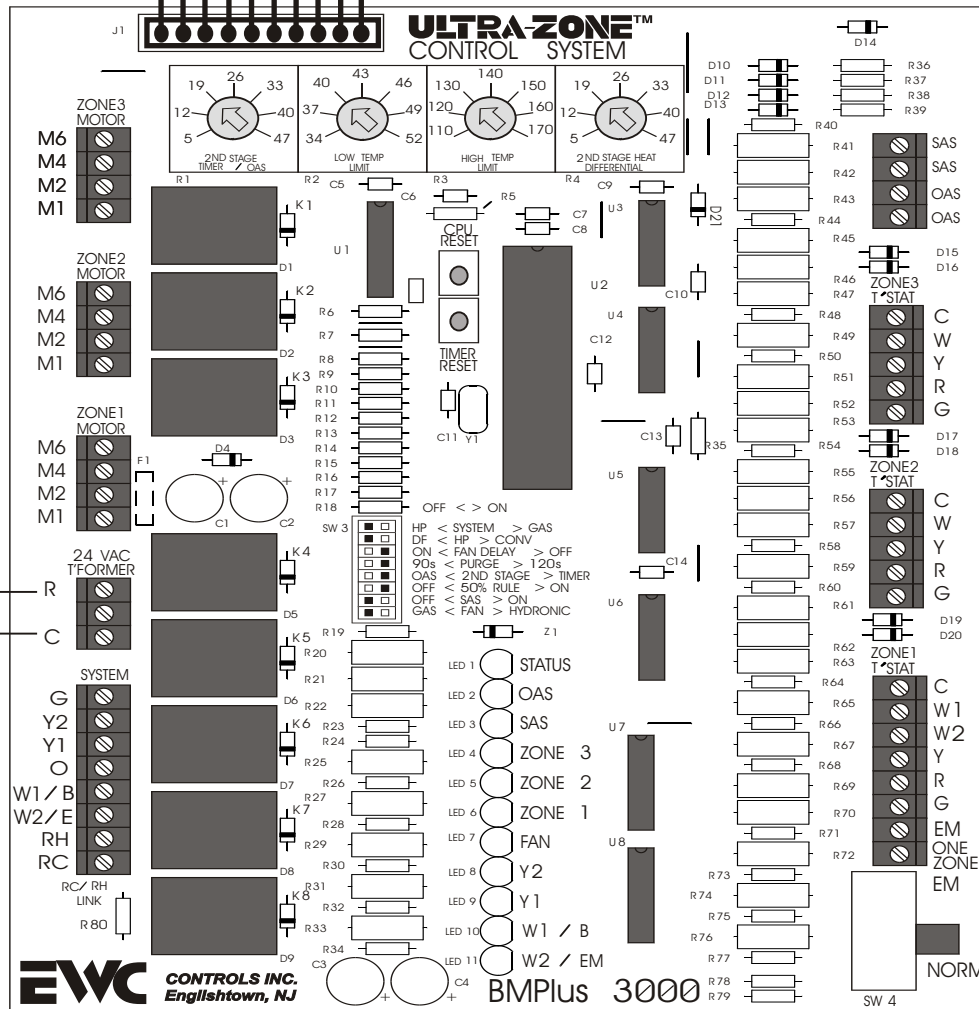 J1
ULTRA-ZONE™
CONTROL SYSTEM
D14
D10
D11
D12
D13
R36
R37
R38
R39
5 12 19 26 33 40 47
2ND STAGE
TIMER / OAS
34 37 40 43 46 49 52
LOW TEMP
LIMIT
110 120 130 140 150 160 170
HIGH TEMP
LIMIT
5 12 19 26 33 40 47
2ND STAGE HEAT
DIFFERENTIAL
R1
R2
R3
R4
R5
ZONE3
MOTOR
M6
M4
M2
M1
ZONE2
MOTOR
M6
M4
M2
M1
ZONE1
MOTOR
M6
M4
M2
M1
F1
24 VAC
T'FORMER
R
C
SYSTEM
G
Y2
Y1
O
W1/B
W2/E
RH
RC
RC/RH
LINK
R80
K1
D1
K2
D2
K3
D3
D4
C1
C2
K4
D5
K5
D6
K6
D7
K7
D8
K8
D9
C5
C6
U1
CPU
RESET
TIMER
RESET
C7
C8
C9
U3
U2
U4
C10
C12
D21
C11
Y1
C13
R35
U5
C14
U6
U7
U8
R6
R7
R8
R9
R10
R11
R12
R13
R14
R15
R16
R17
R18
OFF < > ON
SW 3
HP < SYSTEM > GAS
DF < HP > CONV
ON < FAN DELAY > OFF
90s < PURGE > 120s
OAS < 2ND STAGE > TIMER
OFF < 50% RULE > ON
OFF < SAS > ON
GAS < FAN > HYDRONIC
R19
R20
R21
R22
R23
R24
R25
R26
R27
R28
R29
R30
R31
R32
R33
R34
C3
C4
Z1
LED 1 STATUS
LED 2 OAS
LED 3 SAS
LED 4 ZONE 3
LED 5 ZONE 2
LED 6 ZONE 1
LED 7 FAN
LED 8 Y2
LED 9 Y1
LED 10 W1 / B
LED 11 W2 / EM
R40
R41
R42
R43
R44
R45
R46
R47
R48
R49
R50
R51
R52
R53
R54
R55
R56
R57
R58
R59
R60
R61
R62
R63
R64
R65
R66
R67
R68
R69
R70
R71
R72
R73
R74
R75
R76
R77
R78
R79
SAS
SAS
OAS
OAS
D15
D16
ZONE3
T'STAT
C
W
Y
R
G
D17
D18
ZONE2
T'STAT
C
W
Y
R
G
D19
D20
ZONE1
T'STAT
C
W1
W2
Y
R
G
EM
ONE
ZONE
EM
NORM
SW 4
EWC CONTROLS INC.
Englishtown, NJ
BMPlus 3000